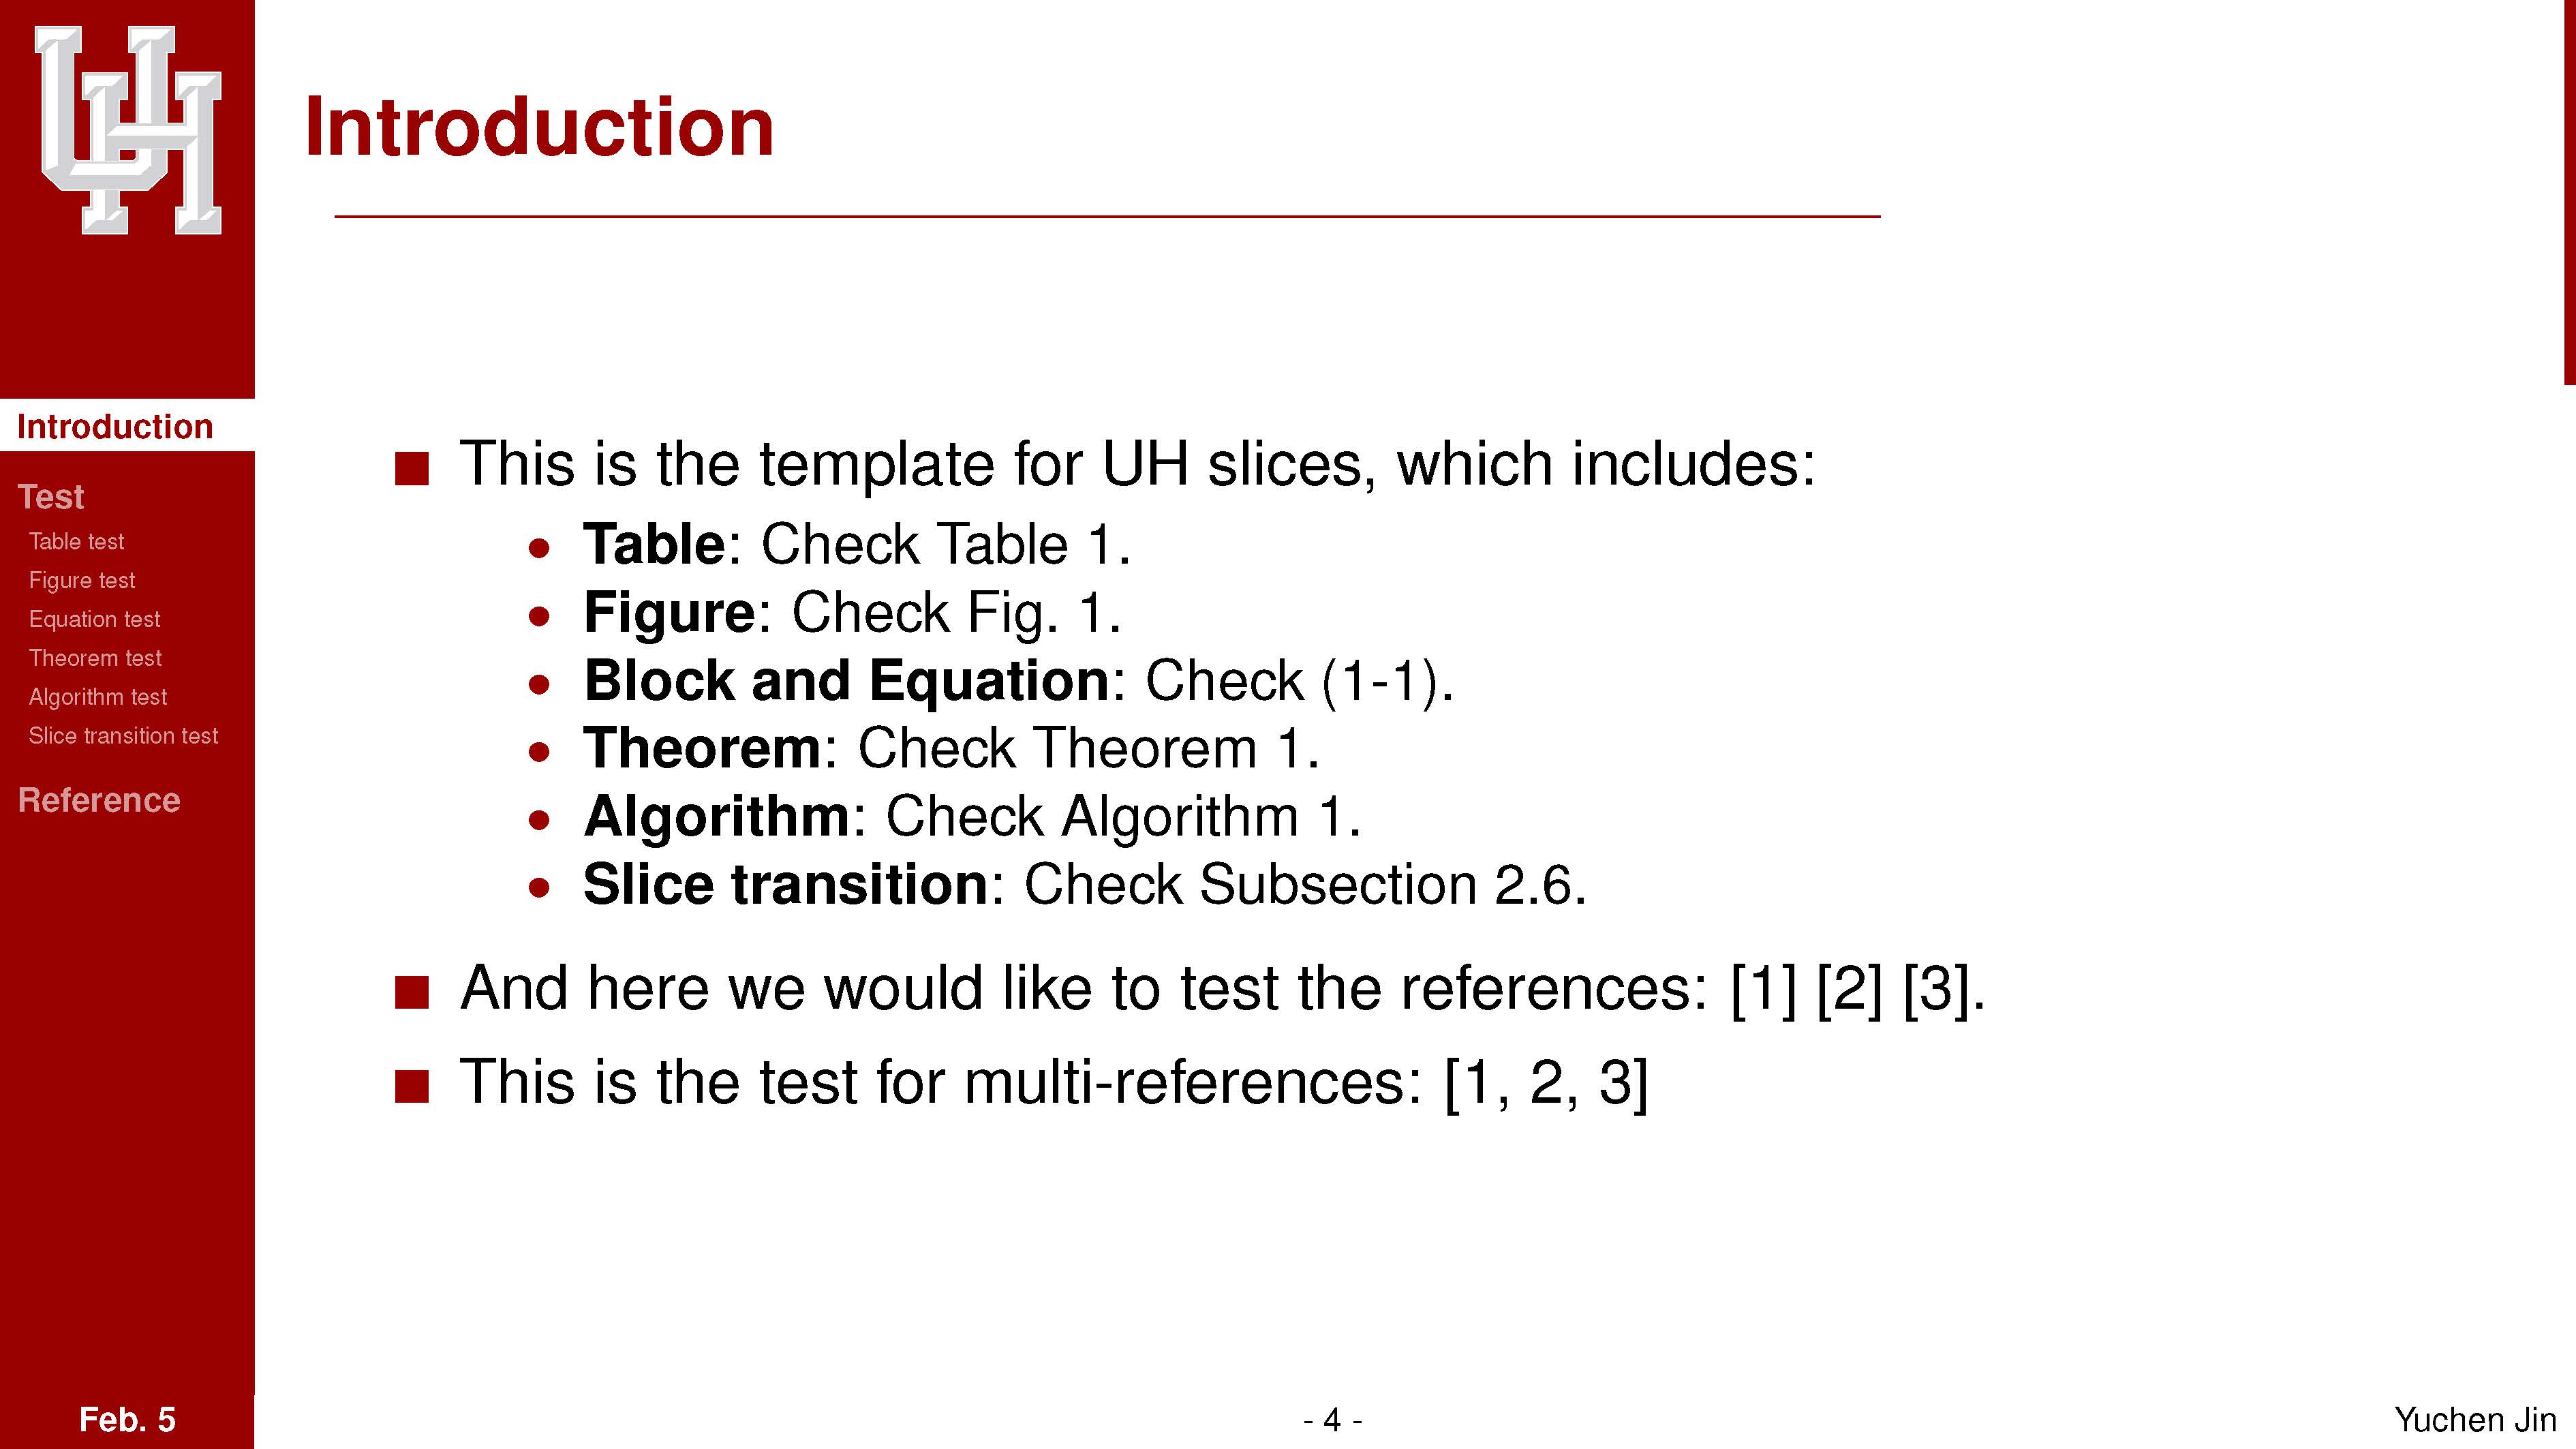 UH
Introduction
Introduction
Test
Table test
Figure test
Equation test
Theorem test
Algorithm test
Slice transition test
Reference
■ This is the template for UH slices, which includes:
• Table: Check Table 1.
• Figure: Check Fig. 1.
• Block and Equation: Check (1-1).
• Theorem: Check Theorem 1.
• Algorithm: Check Algorithm 1.
• Slice transition: Check Subsection 2.6.
■ And here we would like to test the references: [1] [2] [3].
■ This is the test for multi-references: [1, 2, 3]
Feb. 5
- 4 -
Yuchen Jin